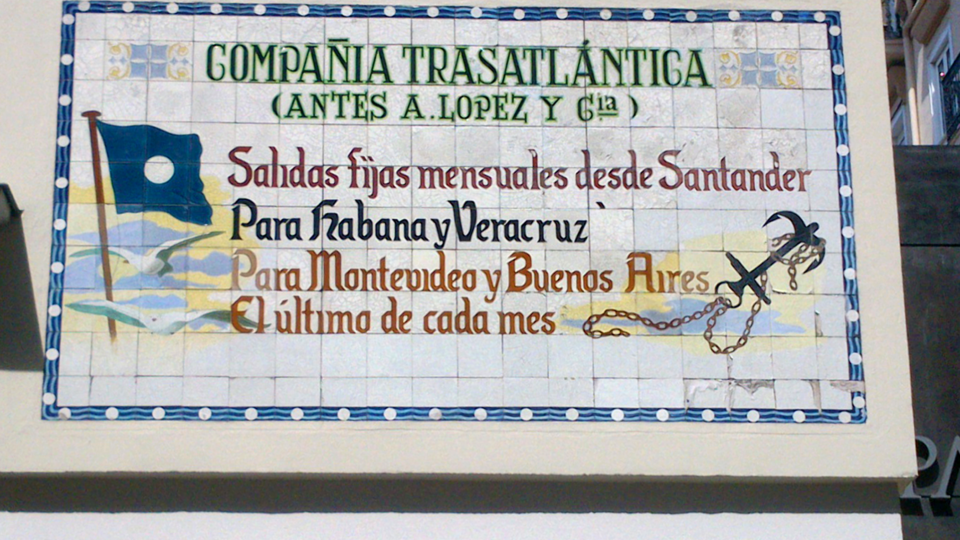 COMPAÑIA TRASATLÁNTICA
(ANTES A. LOPEZ Y Cia)
Salidas fijas mensuales desde Santander
Para Habana y Veracruz
Para Montevideo y Buenos Aires
El último de cada mes